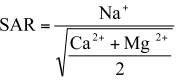 SAR = Na⁺ / √((Ca²⁺ + Mg²⁺) / 2)